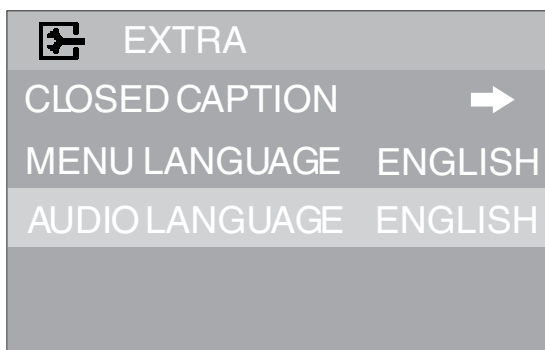 EXTRA
CLOSED CAPTION
MENU LANGUAGE ENGLISH
AUDIO LANGUAGE ENGLISH